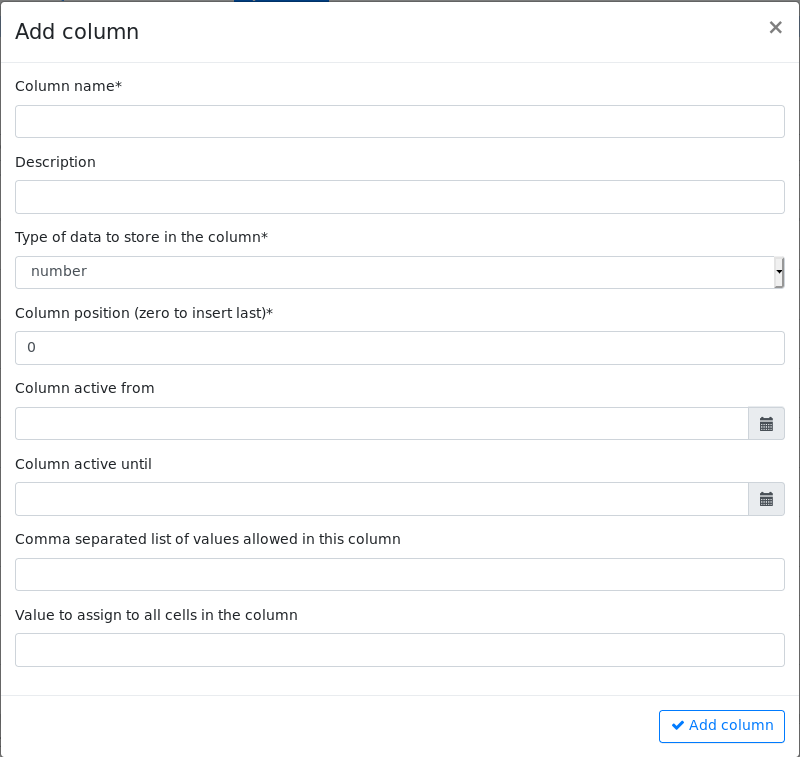 Add column
×
Column name*
Description
Type of data to store in the column*
number
Column position (zero to insert last)*
0
Column active from
Column active until
Comma separated list of values allowed in this column
Value to assign to all cells in the column
Add column